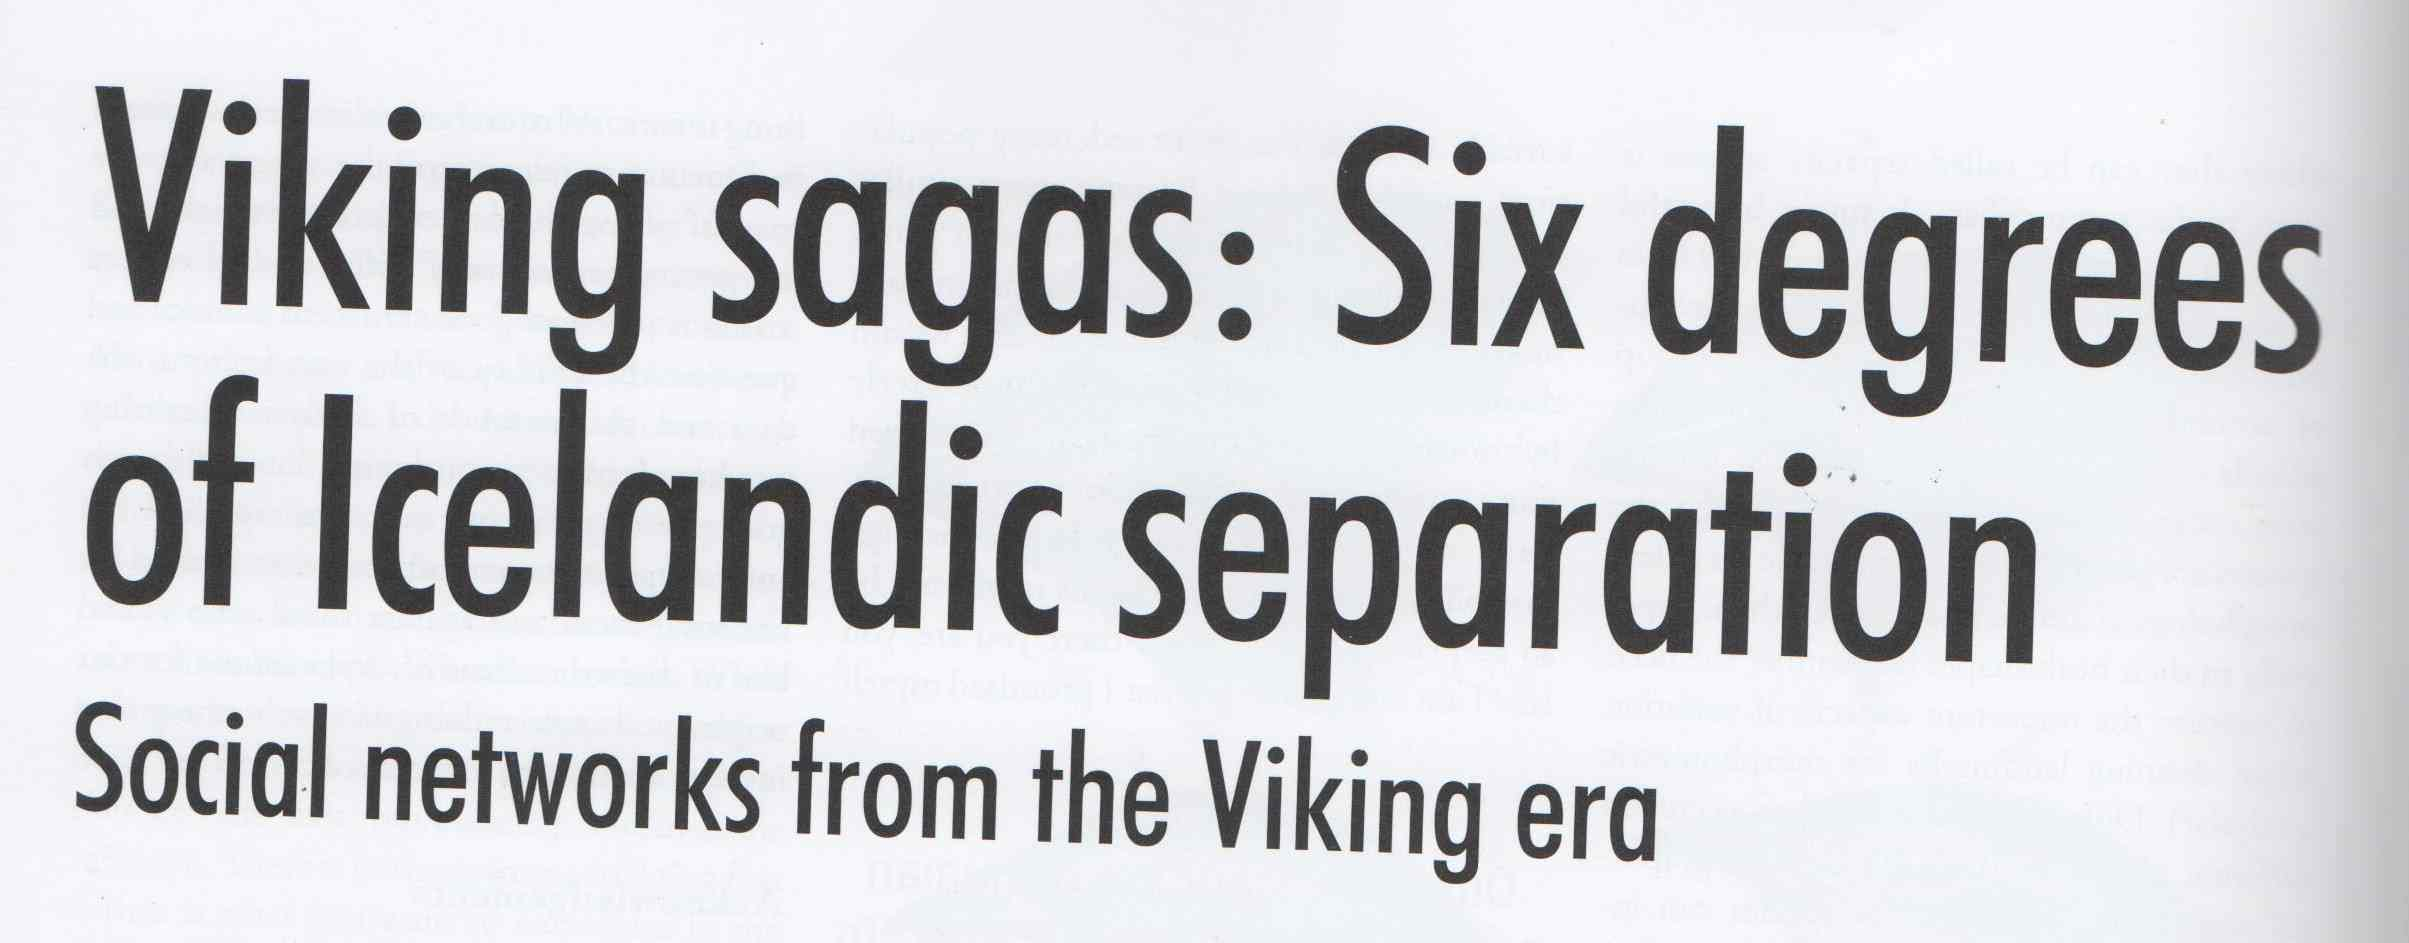 Viking sagas: Six degrees
of Icelandic separation
Social networks from the Viking era